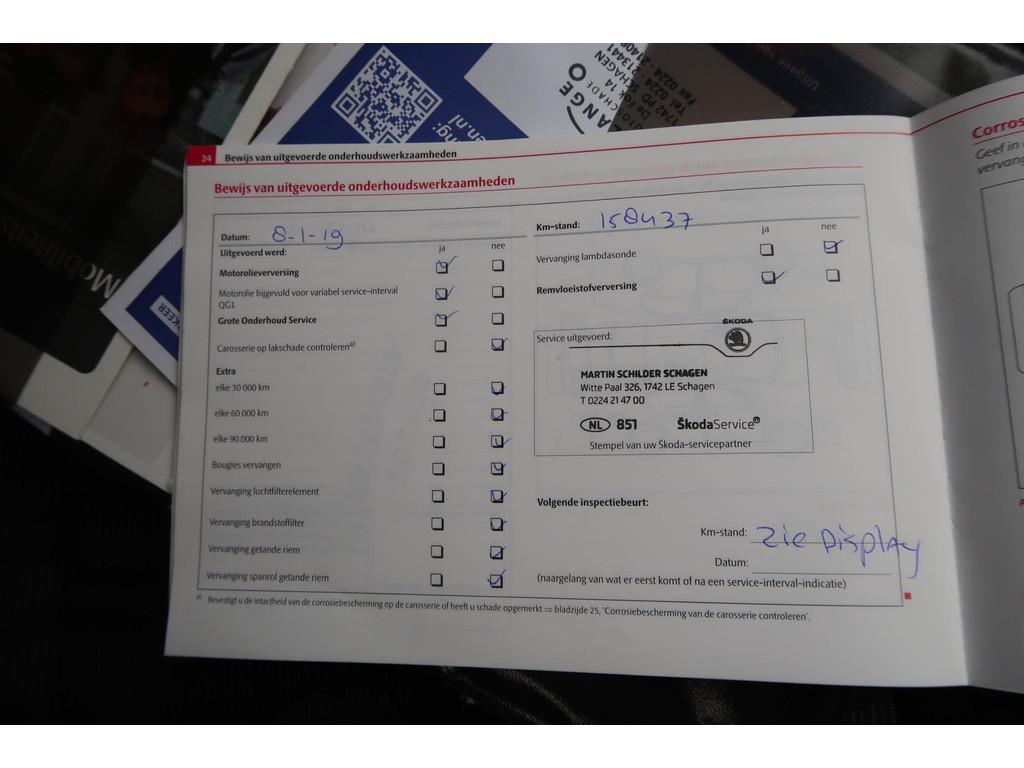 24 Bewijs van uitgevoerde onderhoudswerkzaamheden
Bewijs van uitgevoerde onderhoudswerkzaamheden
Datum: 8-1-19
Uitgevoerd werd: ja nee
Motorolieverversing
Motorolie bijgevuld voor variabel service-interval
QG1
Grote Onderhoud Service
Carosserie op lakschade controleren a)
Extra
elke 30 000 km
elke 60 000 km
elke 90.000 km
Bougies vervangen
Vervanging luchtfilterelement
Vervanging brandstoffilter
Vervanging getande riem
Vervanging spanrol getande riem
Km-stand: 158437
ja nee
Vervanging lambdasonde
Remvloeistofverversing
ŠKODA
Service uitgevoerd:
MARTIN SCHILDER SCHAGEN
Witte Paal 326, 1742 LE Schagen
T 0224 21 47 00
NL 851 ŠkodaService
Stempel van uw Škoda-servicepartner
Volgende inspectiebeurt:
Km-stand: Zie Display
Datum:
(naargelang van wat er eerst komt of na een service-interval-indicatie)
a) Bevestigt u de intactheid van de corrosiebescherming op de carosserie of heeft u schade opgemerkt ⇒ bladzijde 25, 'Corrosiebescherming van de carosserie controleren'.
Geef in
vervang
Mobiliteits
Uitgave van